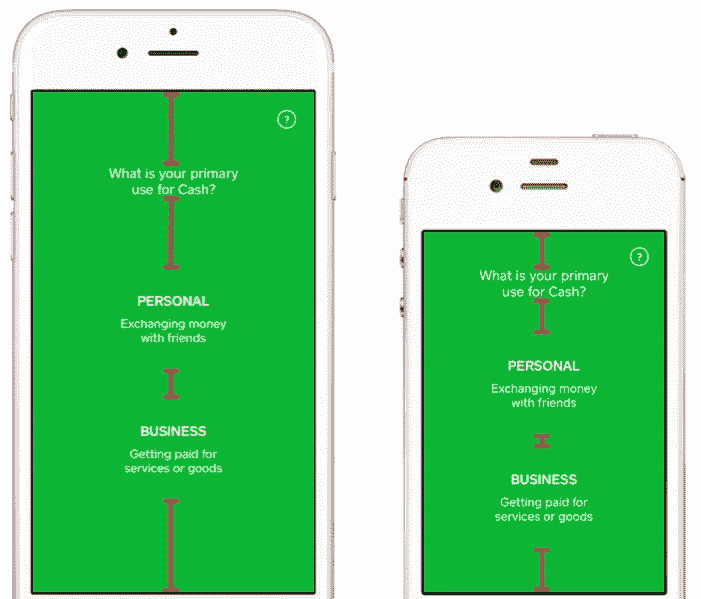 ?
What is your primary
use for Cash?
PERSONAL
Exchanging money
with friends
BUSINESS
Getting paid for
services or goods
?
What is your primary
use for Cash?
PERSONAL
Exchanging money
with friends
BUSINESS
Getting paid for
services or goods